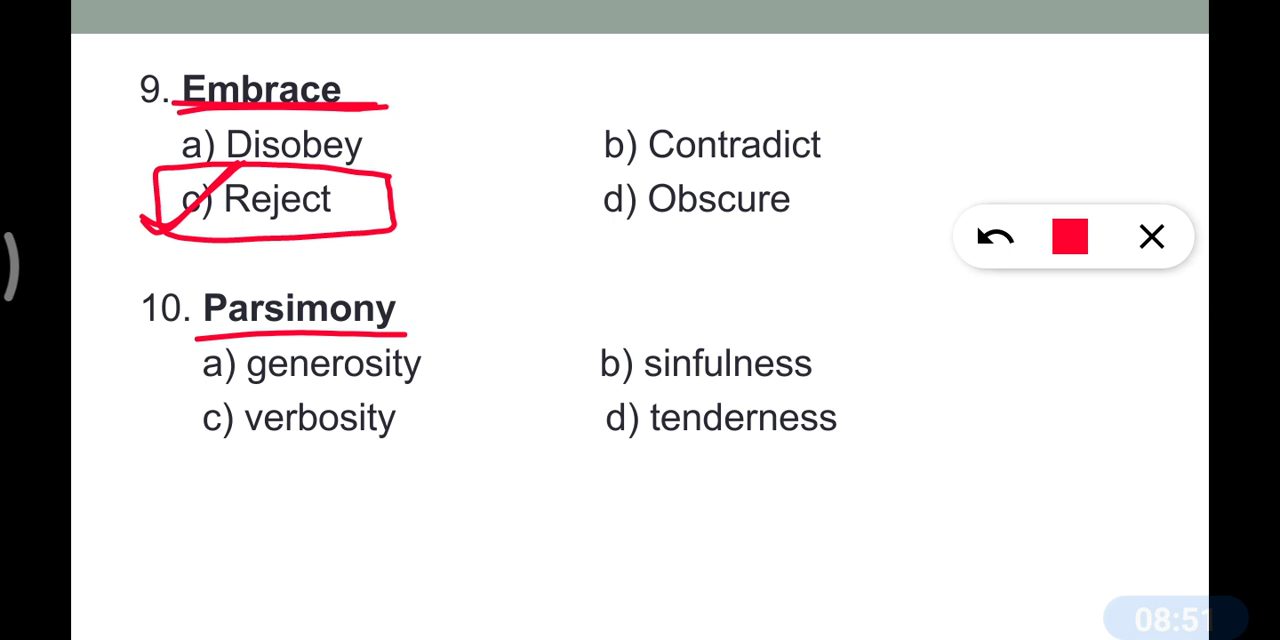 9. Embrace
a) Disobey b) Contradict
c) Reject d) Obscure
10. Parsimony
a) generosity b) sinfulness
c) verbosity d) tenderness
08:51